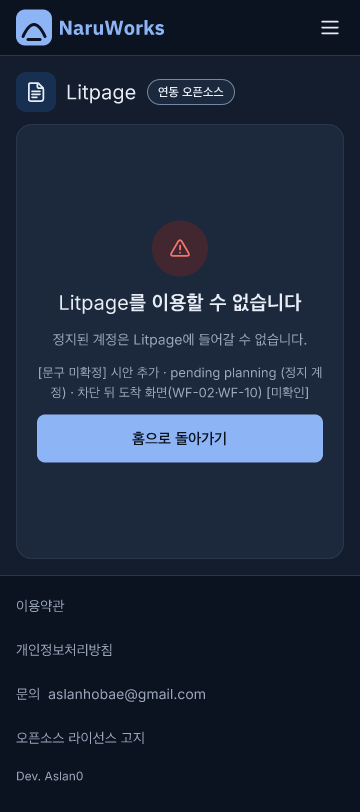 NaruWorks
Litpage 연동 오픈소스
Litpage를 이용할 수 없습니다
정지된 계정은 Litpage에 들어갈 수 없습니다.
[문구 미확정] 시안 추가 · pending planning (정지 계
정) · 차단 뒤 도착 화면(WF-02·WF-10) [미확인]
홈으로 돌아가기
이용약관
개인정보처리방침
문의 aslanhobae@gmail.com
오픈소스 라이선스 고지
Dev. Aslan0